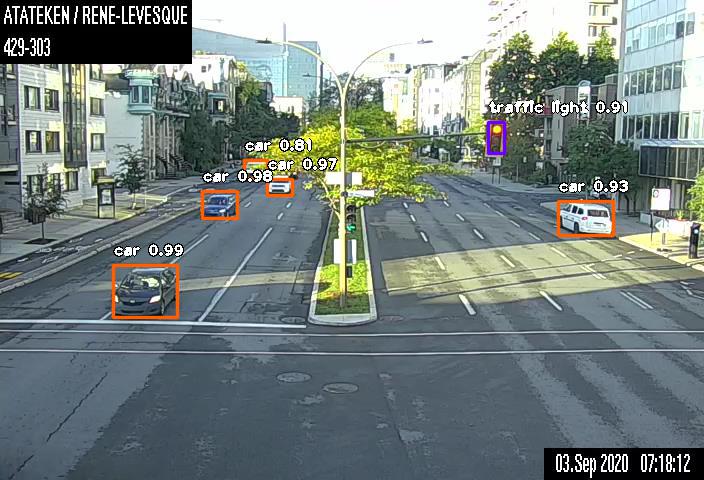 ATATEKEN / RENE-LEVESQUE
429-303
traffic light 0.91
car 0.81
car 0.97
car 0.98
car 0.93
car 0.99
03.Sep 2020 07:18:12